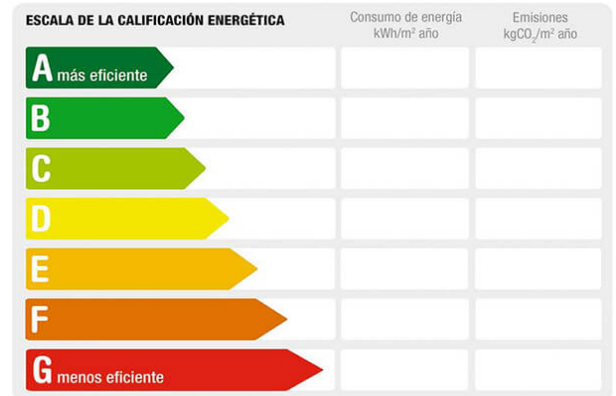 ESCALA DE LA CALIFICACIÓN ENERGÉTICA
Consumo de energía
kWh/m² año
Emisiones
kgCO₂/m² año
A más eficiente
B
C
D
E
F
G menos eficiente